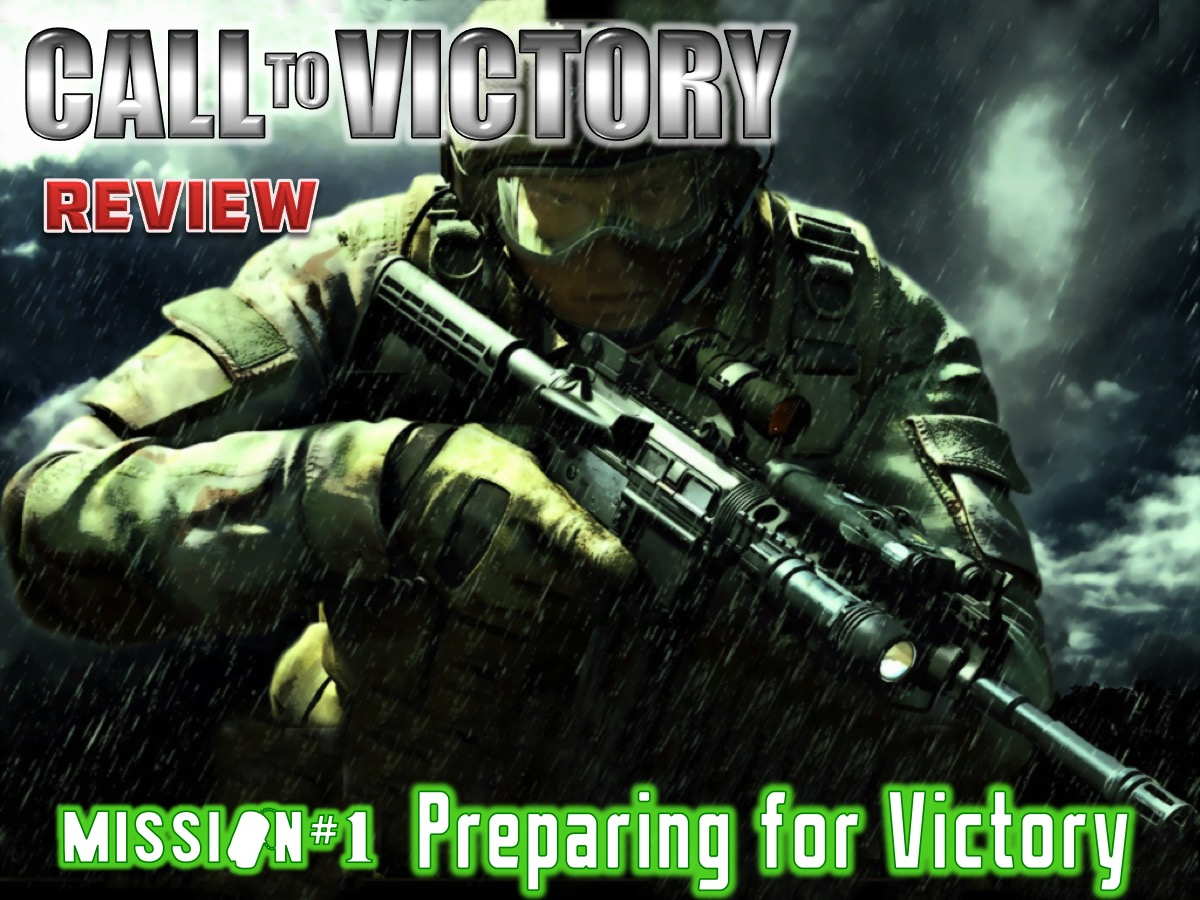 CALL TO VICTORY
REVIEW
MISSION #1 Preparing for Victory